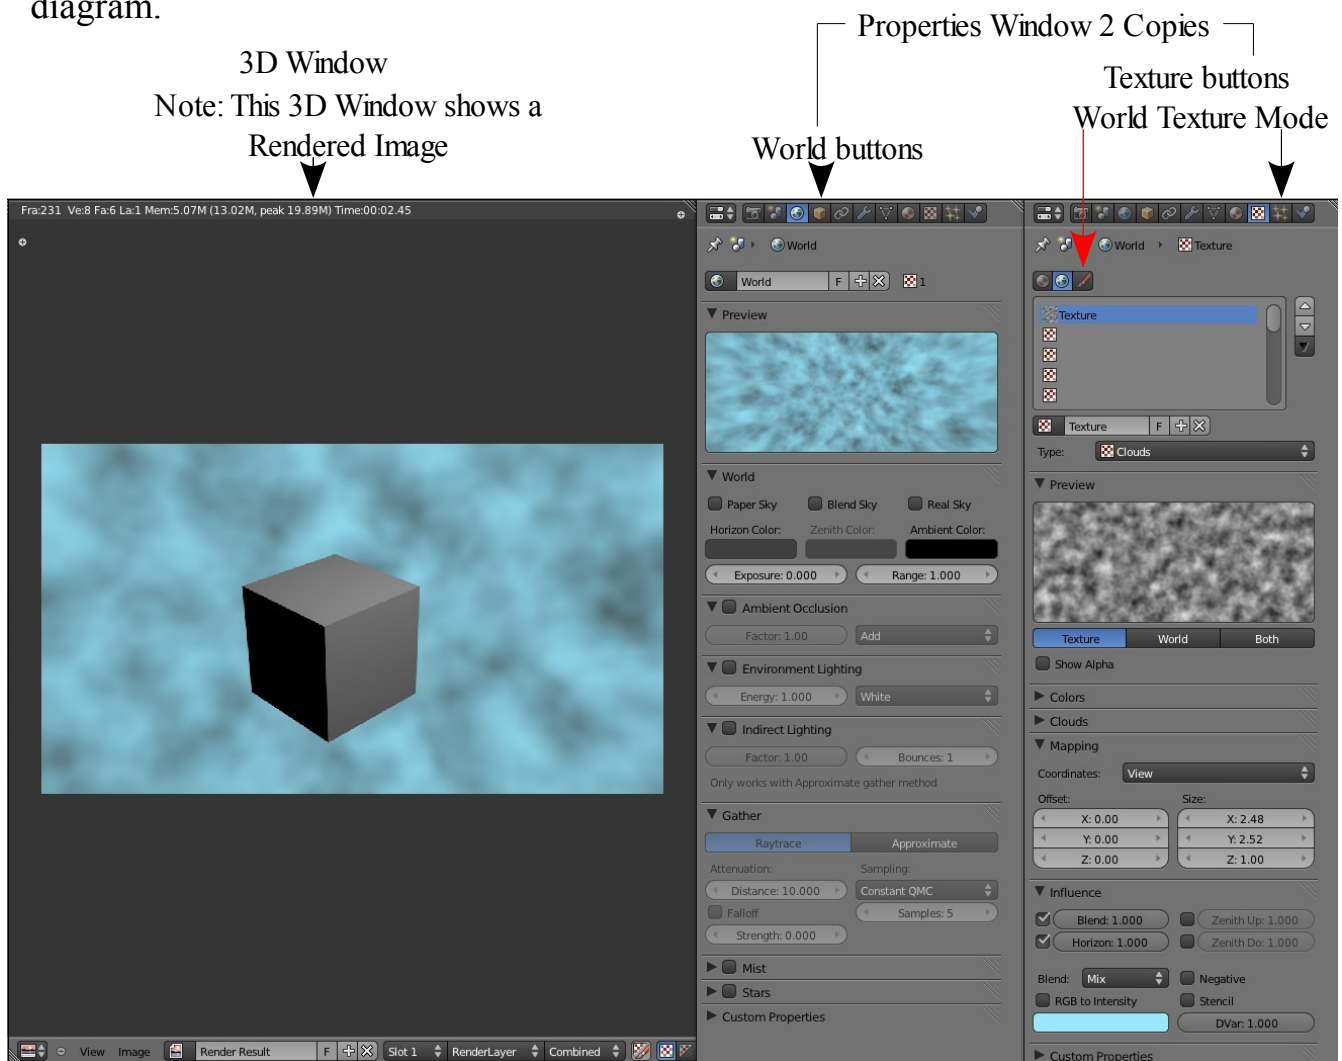 diagram.
Properties Window 2 Copies
3D Window
Note: This 3D Window shows a
Rendered Image
World buttons
Texture buttons
World Texture Mode
Fra:231 Ve:8 Fa:6 La:1 Mem:5.07M (13.02M, peak 19.89M) Time:00:02.45
View Image Render Result F Slot 1 RenderLayer Combined
World
World F 1
Preview
World
Paper Sky Blend Sky Real Sky
Horizon Color: Zenith Color: Ambient Color:
Exposure: 0.000 Range: 1.000
Ambient Occlusion
Factor: 1.00 Add
Environment Lighting
Energy: 1.000 White
Indirect Lighting
Factor: 1.00 Bounces: 1
Only works with Approximate gather method
Gather
Raytrace Approximate
Attenuation: Sampling:
Distance: 10.000 Constant QMC
Falloff Samples: 5
Strength: 0.000
Mist
Stars
Custom Properties
World Texture
Texture
Texture F
Type: Clouds
Preview
Texture World Both
Show Alpha
Colors
Clouds
Mapping
Coordinates: View
Offset: Size:
X: 0.00 X: 2.48
Y: 0.00 Y: 2.52
Z: 0.00 Z: 1.00
Influence
Blend: 1.000 Zenith Up: 1.000
Horizon: 1.000 Zenith Do: 1.000
Blend: Mix Negative
RGB to Intensity Stencil
DVar: 1.000
Custom Properties